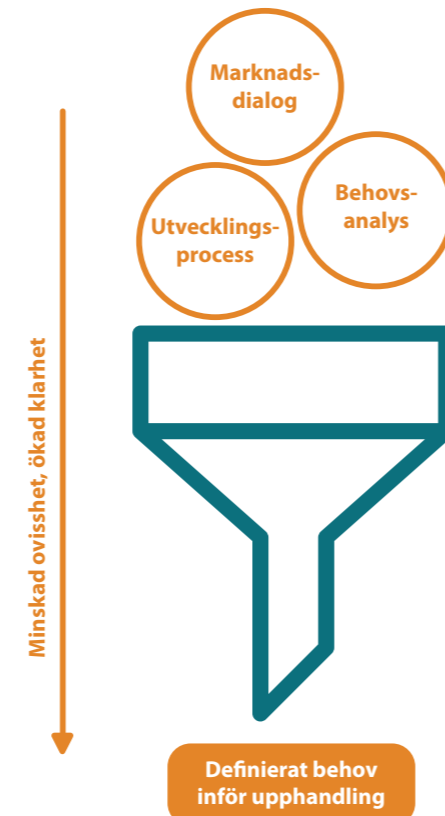 Marknads-
dialog
Behovs-
analys
Utvecklings-
process
Minskad ovisshet, ökad klarhet
Definierat behov
inför upphandling